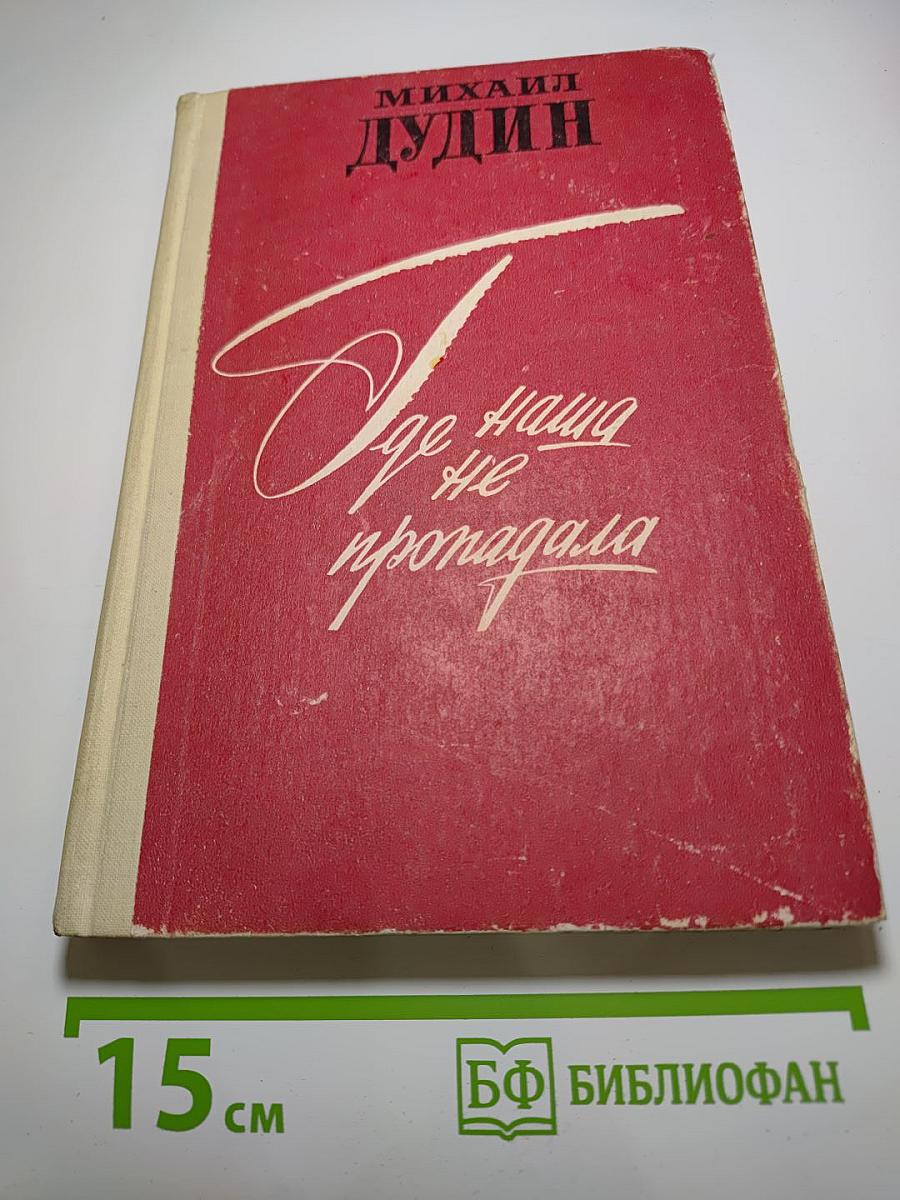 МИХАИЛ
ДУДИН
Где наша
не
пропадала
15 см
БФ БИБЛИОФАН